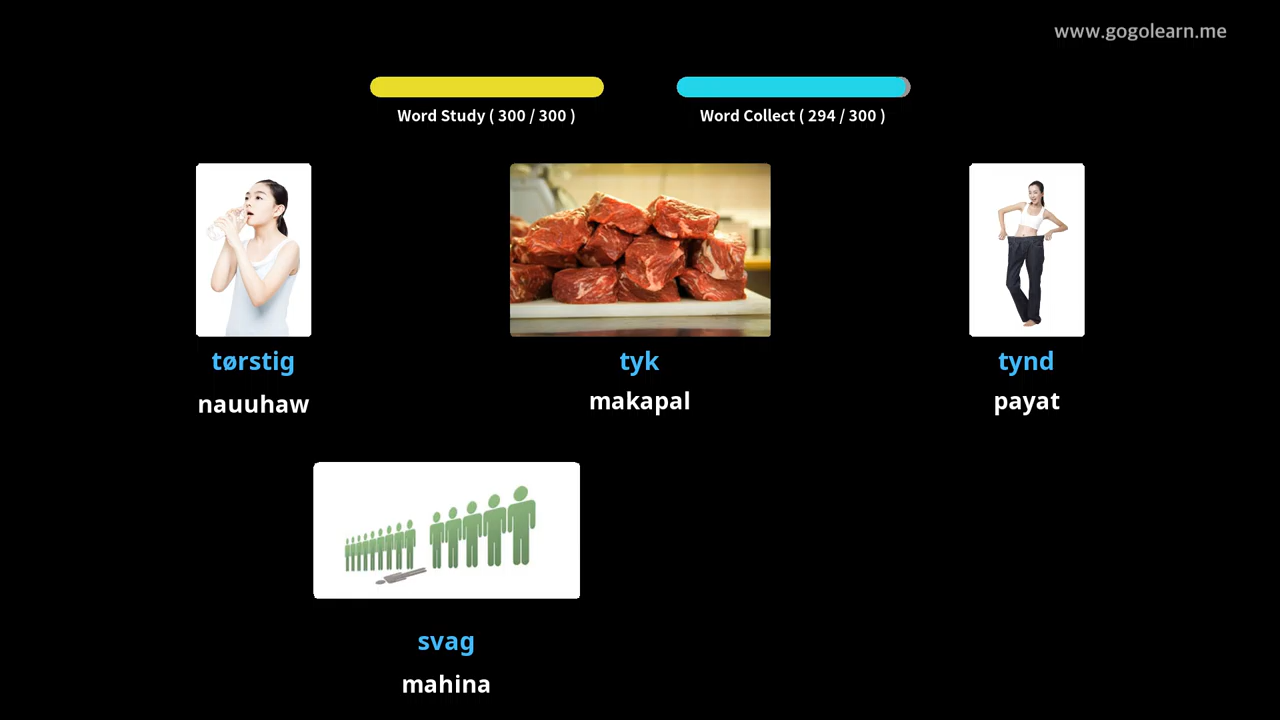 www.gogolearn.me
Word Study ( 300 / 300 )
Word Collect ( 294 / 300 )
tørstig
nauuhaw
tyk
makapal
tynd
payat
svag
mahina